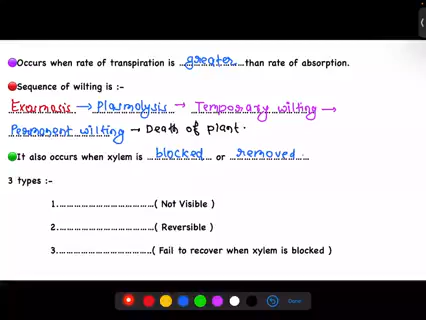 Occurs when rate of transpiration is greater than rate of absorption.
Sequence of wilting is :-
Exosmosis → Plasmolysis → Temporary wilting →
Permanent wilting → Death of plant.
It also occurs when xylem is blocked or removed.
3 types :-
1..................................( Not Visible )
2..................................( Reversible )
3..................................( Fail to recover when xylem is blocked )
Done